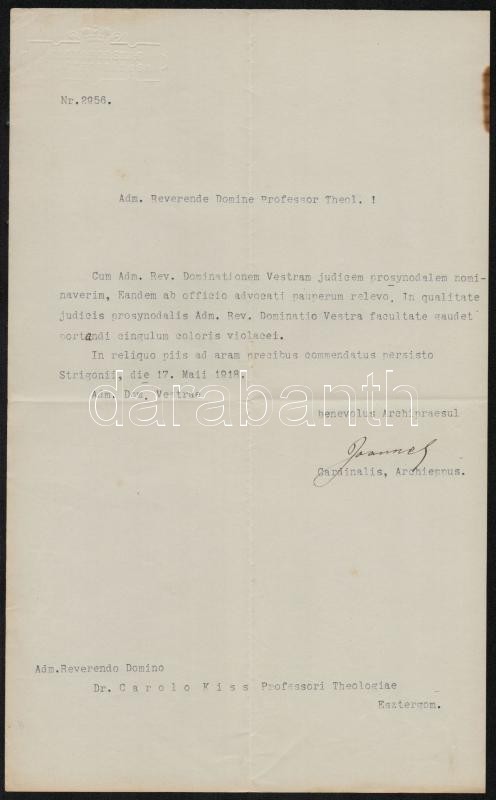 Nr.2956.
Adm. Reverende Domine Professor Theol. !
Cum Adm. Rev. Dominationem Vestram judicem prosynodalem nomi-
naverim, Eandem ab officio advocati pauperum relevo. In qualitate
judicis prosynodalis Adm. Rev. Dominatio Vestra facultate gaudet
portandi cingulum coloris violacei.
In reliquo piis ad aram precibus commendatus persisto
Strigonii, die 17. Maii 1918.
Adm. Dom. Vestrae
darabanth
benevolus Archipraesul
Joannes
Cardinalis, Archieppus.
Adm.Reverendo Domino
Dr. Carolo Kiss Professori Theologiae
Esztergom.